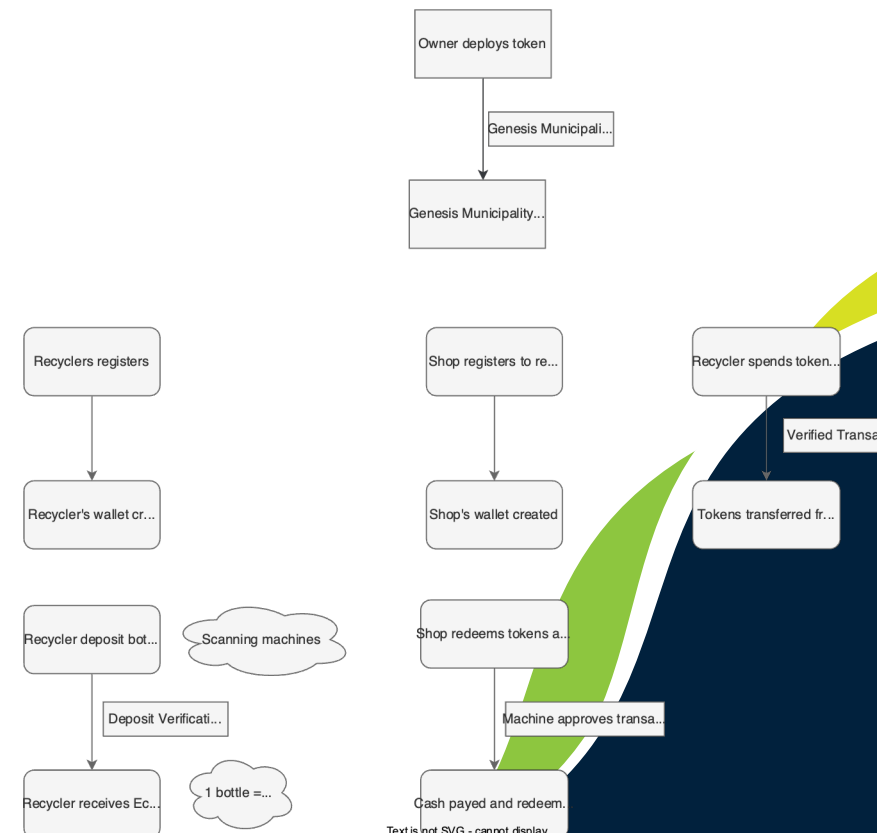 Owner deploys token
Genesis Municipali...
Genesis Municipality...
Recyclers registers
Shop registers to re...
Recycler spends token...
Verified Transa
Recycler's wallet cr...
Shop's wallet created
Tokens transferred fr...
Recycler deposit bot...
Scanning machines
Shop redeems tokens a...
Deposit Verificati...
Machine approves transa...
Recycler receives Ec...
1 bottle =...
Cash payed and redeem.
Text is not SVG - cannot display